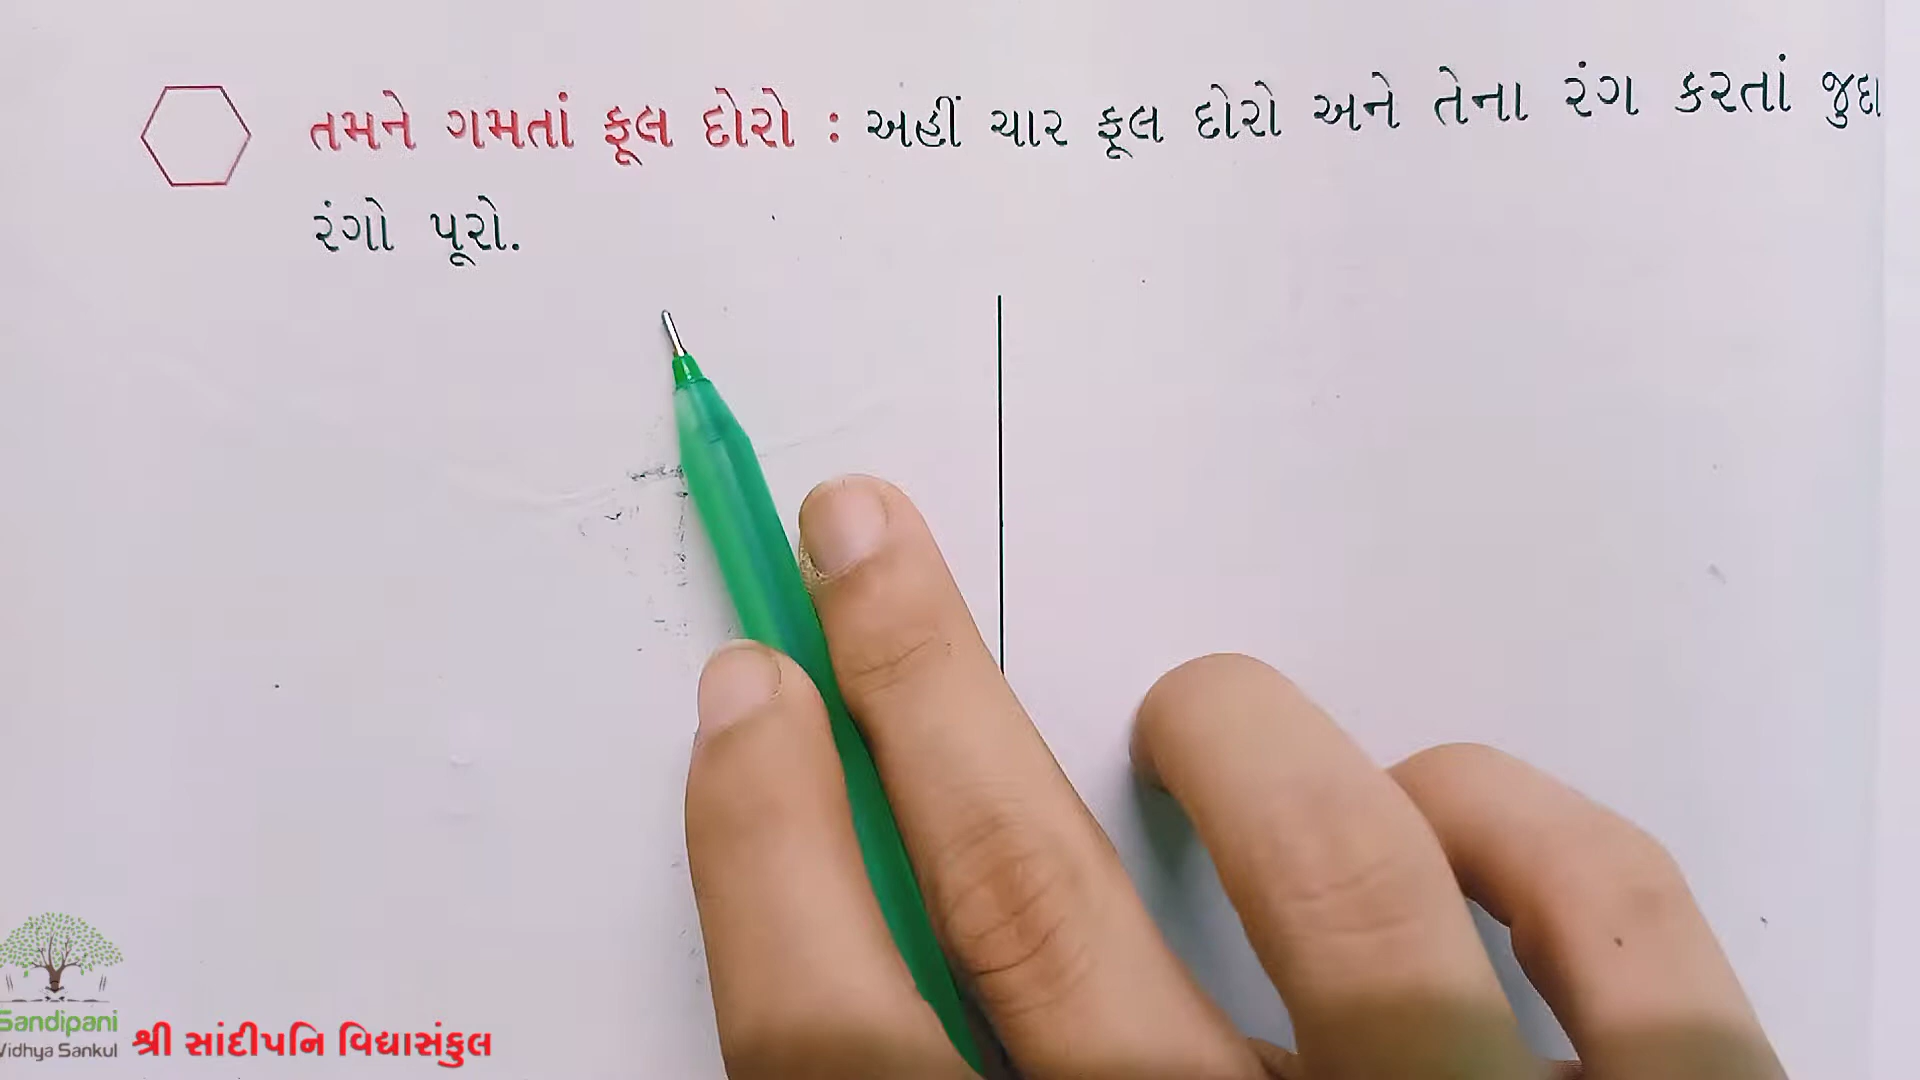 તમને ગમતાં ફૂલ દોરો : અહીં ચાર ફૂલ દોરો અને તેના રંગ કરતાં જુદા
રંગો પૂરો.
Sandipani
Vidhya Sankul
શ્રી સાંદીપનિ વિદ્યાસંકુલ